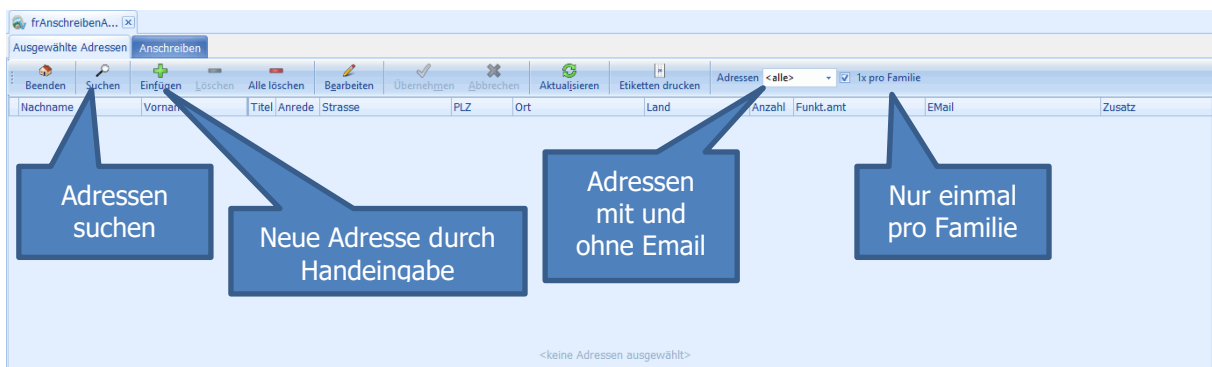 frAnschreibenA...
Ausgewählte Adressen Anschreiben
Beenden Suchen Einfügen Löschen Alle löschen Bearbeiten Übernehmen Abbrechen Aktualisieren Etiketten drucken Adressen <alle> 1x pro Familie
Nachname Vorname Titel Anrede Strasse PLZ Ort Land Anzahl Funkt.amt EMail Zusatz
Adressen
suchen
Neue Adresse durch
Handeingabe
Adressen
mit und
ohne Email
Nur einmal
pro Familie
<keine Adressen ausgewählt>